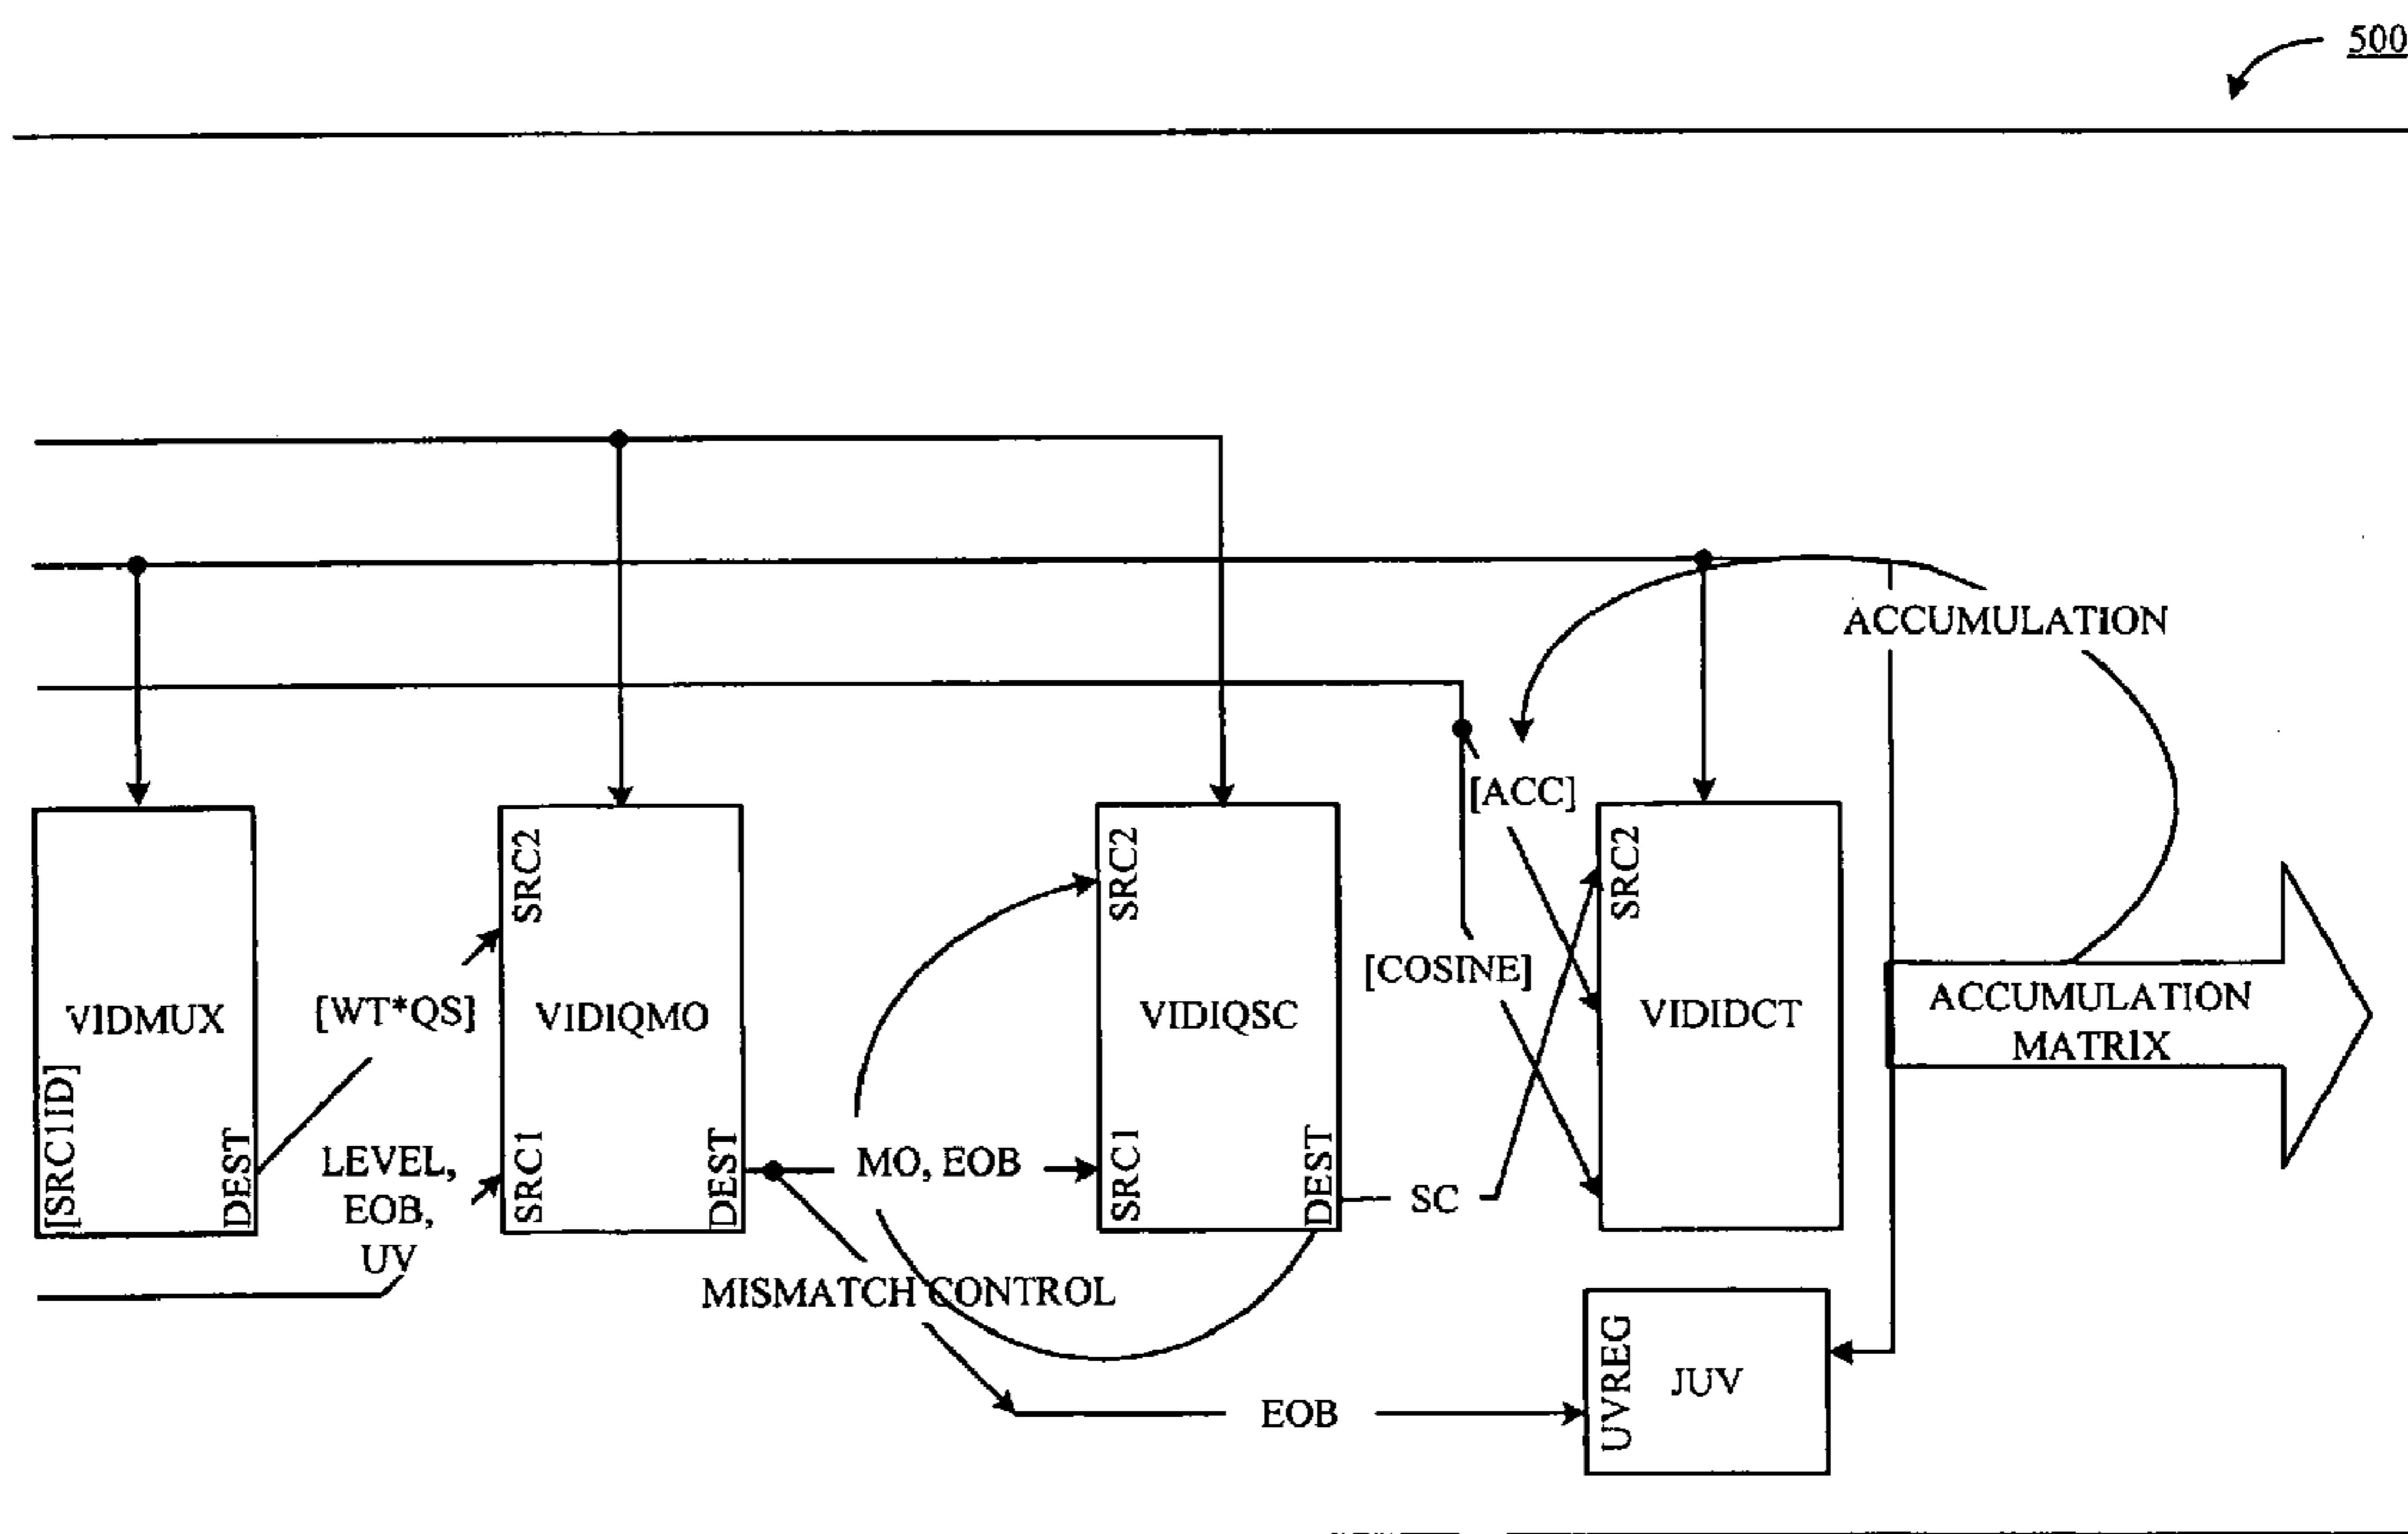 500
ACCUMULATION
[ACC]
SRC2
SRC2
SRC2
[COSINE]
VIDMUX
[WT*QS]
VIDIQMO
VIDIQSC
VIDIDCT
ACCUMULATION
MATRIX
[SRC1ID]
DEST
LEVEL,
EOB,
UV
SRC1
DEST
MO, EOB
SRC1
DEST
SC
MISMATCH CONTROL
UVREG
JUV
EOB